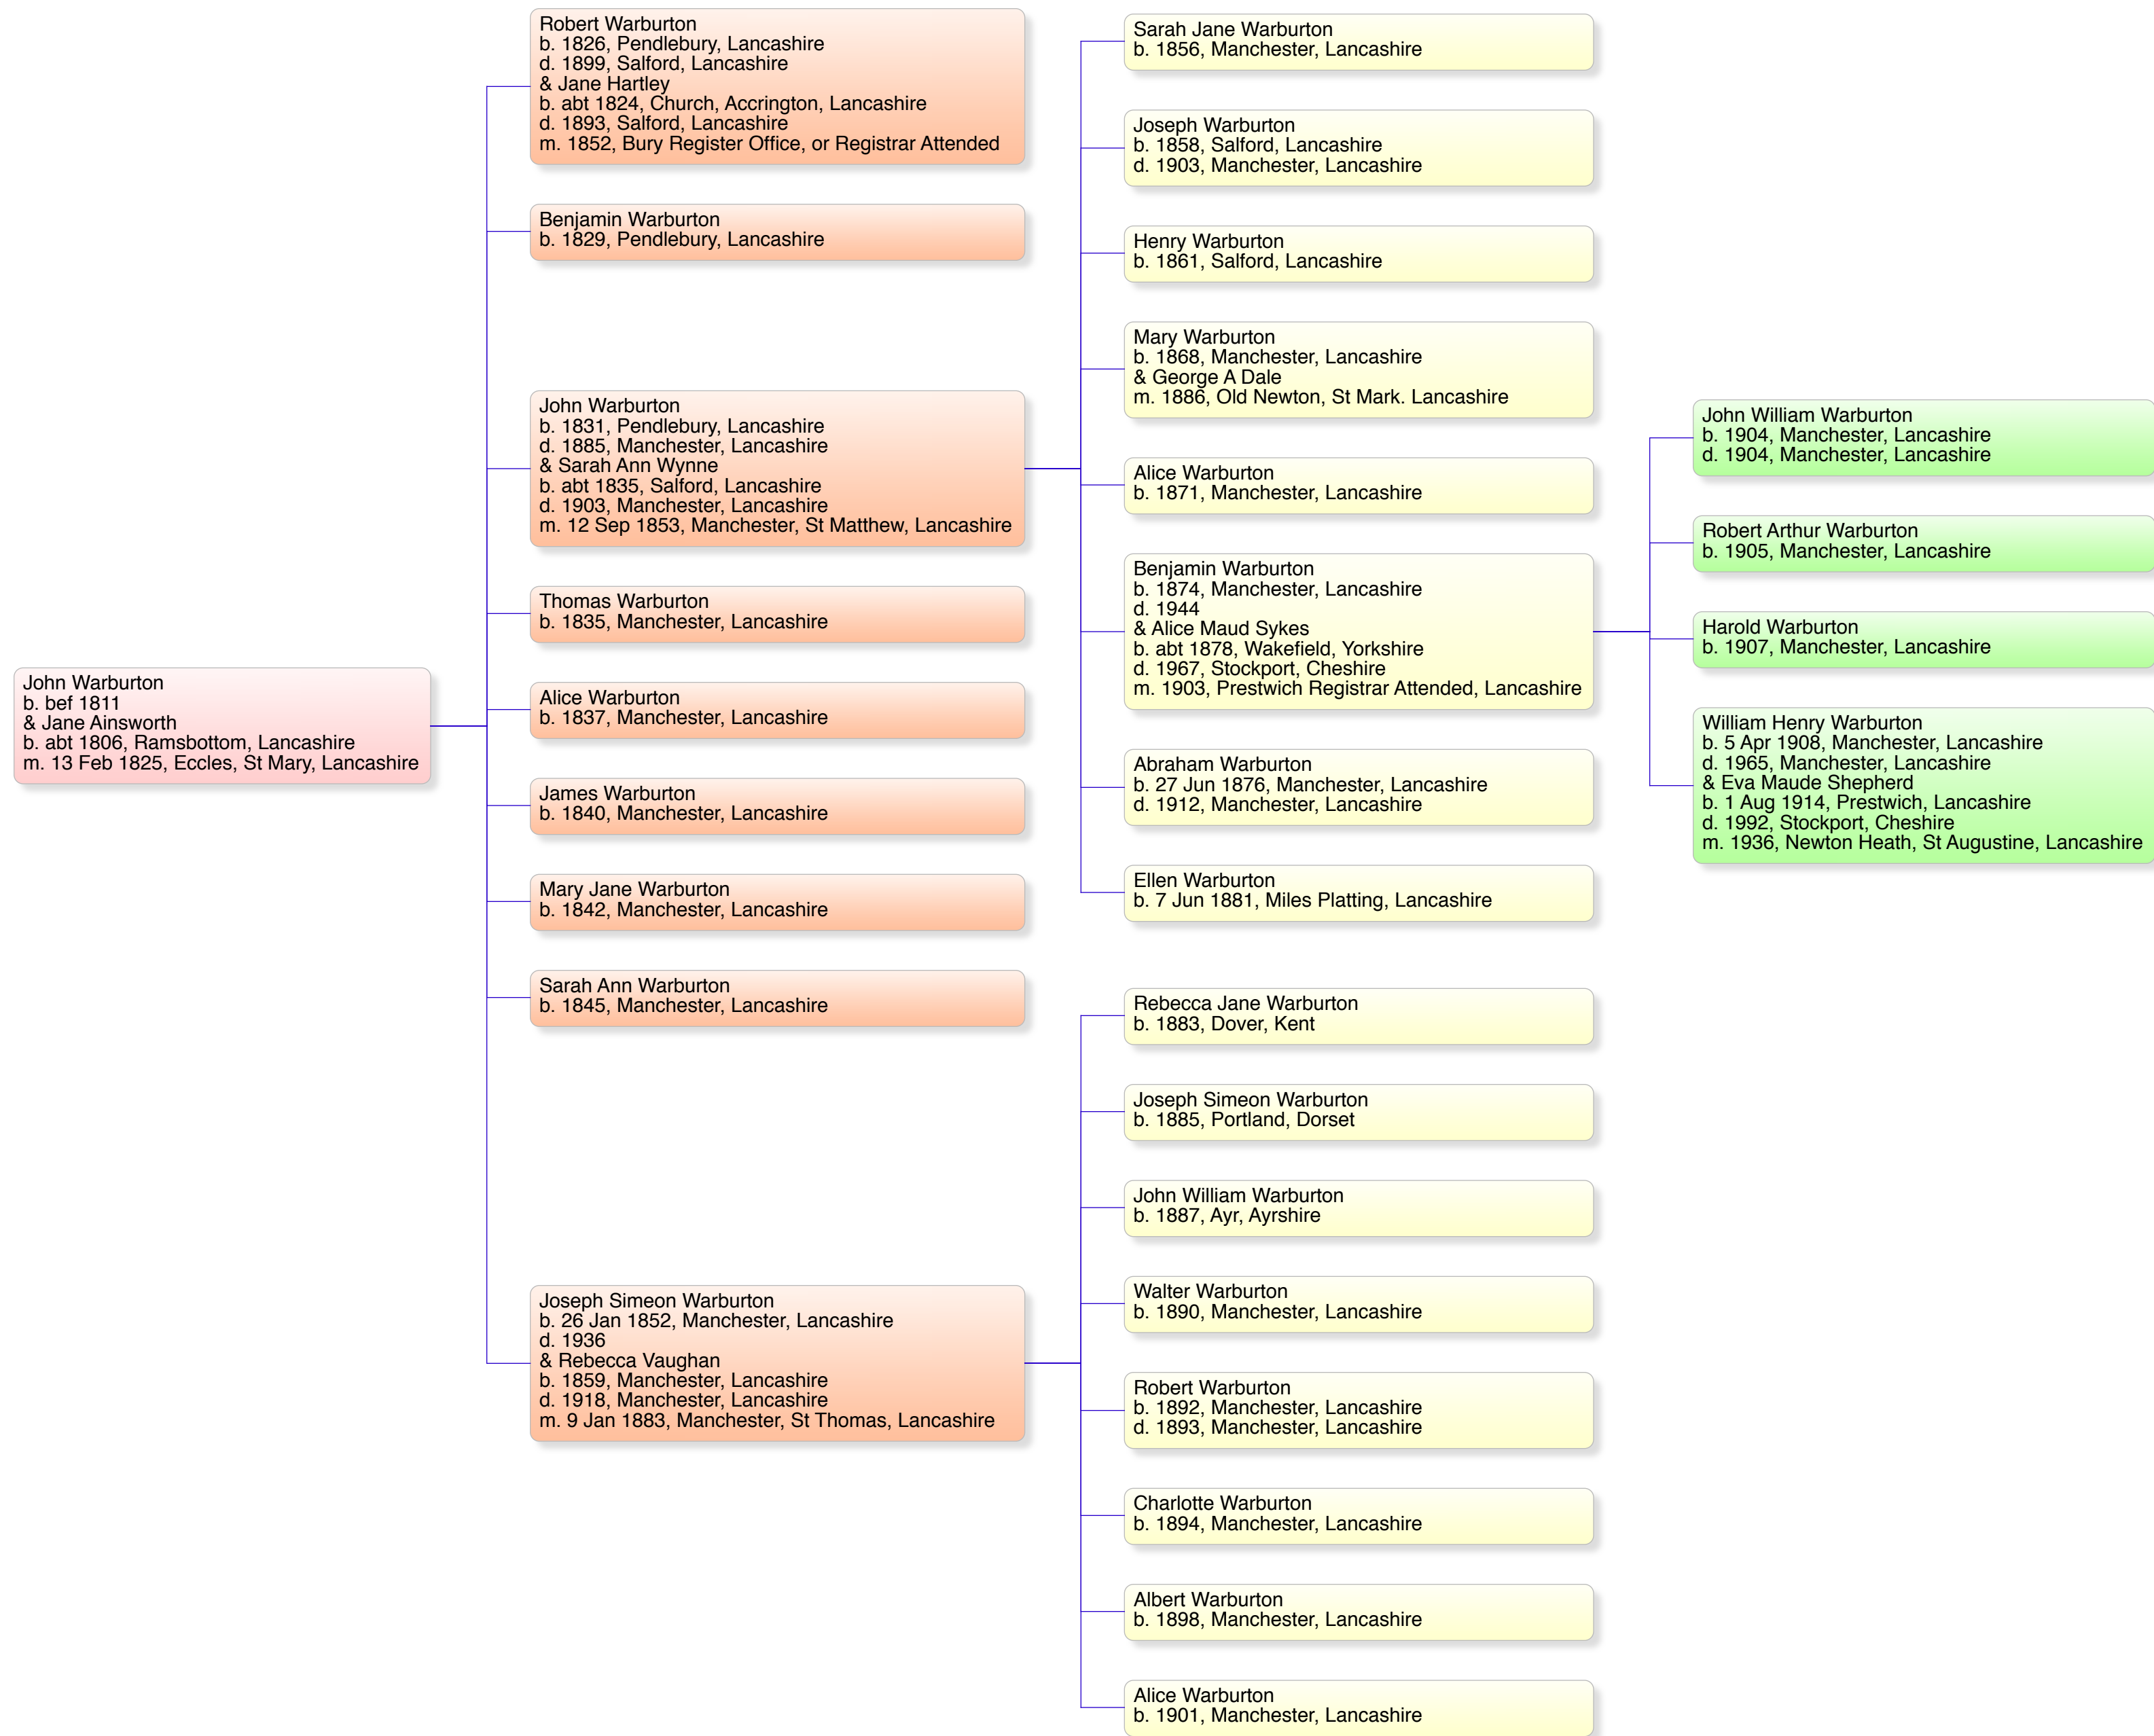 John Warburton
b. bef 1811
& Jane Ainsworth
b. abt 1806, Ramsbottom, Lancashire
m. 13 Feb 1825, Eccles, St Mary, Lancashire
Robert Warburton
b. 1826, Pendlebury, Lancashire
d. 1899, Salford, Lancashire
& Jane Hartley
b. abt 1824, Church, Accrington, Lancashire
d. 1893, Salford, Lancashire
m. 1852, Bury Register Office, or Registrar Attended
Benjamin Warburton
b. 1829, Pendlebury, Lancashire
John Warburton
b. 1831, Pendlebury, Lancashire
d. 1885, Manchester, Lancashire
& Sarah Ann Wynne
b. abt 1835, Salford, Lancashire
d. 1903, Manchester, Lancashire
m. 12 Sep 1853, Manchester, St Matthew, Lancashire
Thomas Warburton
b. 1835, Manchester, Lancashire
Alice Warburton
b. 1837, Manchester, Lancashire
James Warburton
b. 1840, Manchester, Lancashire
Mary Jane Warburton
b. 1842, Manchester, Lancashire
Sarah Ann Warburton
b. 1845, Manchester, Lancashire
Joseph Simeon Warburton
b. 26 Jan 1852, Manchester, Lancashire
d. 1936
& Rebecca Vaughan
b. 1859, Manchester, Lancashire
d. 1918, Manchester, Lancashire
m. 9 Jan 1883, Manchester, St Thomas, Lancashire
Sarah Jane Warburton
b. 1856, Manchester, Lancashire
Joseph Warburton
b. 1858, Salford, Lancashire
d. 1903, Manchester, Lancashire
Henry Warburton
b. 1861, Salford, Lancashire
Mary Warburton
b. 1868, Manchester, Lancashire
& George A Dale
m. 1886, Old Newton, St Mark. Lancashire
Alice Warburton
b. 1871, Manchester, Lancashire
Benjamin Warburton
b. 1874, Manchester, Lancashire
d. 1944
& Alice Maud Sykes
b. abt 1878, Wakefield, Yorkshire
d. 1967, Stockport, Cheshire
m. 1903, Prestwich Registrar Attended, Lancashire
Abraham Warburton
b. 27 Jun 1876, Manchester, Lancashire
d. 1912, Manchester, Lancashire
Ellen Warburton
b. 7 Jun 1881, Miles Platting, Lancashire
Rebecca Jane Warburton
b. 1883, Dover, Kent
Joseph Simeon Warburton
b. 1885, Portland, Dorset
John William Warburton
b. 1887, Ayr, Ayrshire
Walter Warburton
b. 1890, Manchester, Lancashire
Robert Warburton
b. 1892, Manchester, Lancashire
d. 1893, Manchester, Lancashire
Charlotte Warburton
b. 1894, Manchester, Lancashire
Albert Warburton
b. 1898, Manchester, Lancashire
Alice Warburton
b. 1901, Manchester, Lancashire
John William Warburton
b. 1904, Manchester, Lancashire
d. 1904, Manchester, Lancashire
Robert Arthur Warburton
b. 1905, Manchester, Lancashire
Harold Warburton
b. 1907, Manchester, Lancashire
William Henry Warburton
b. 5 Apr 1908, Manchester, Lancashire
d. 1965, Manchester, Lancashire
& Eva Maude Shepherd
b. 1 Aug 1914, Prestwich, Lancashire
d. 1992, Stockport, Cheshire
m. 1936, Newton Heath, St Augustine, Lancashire